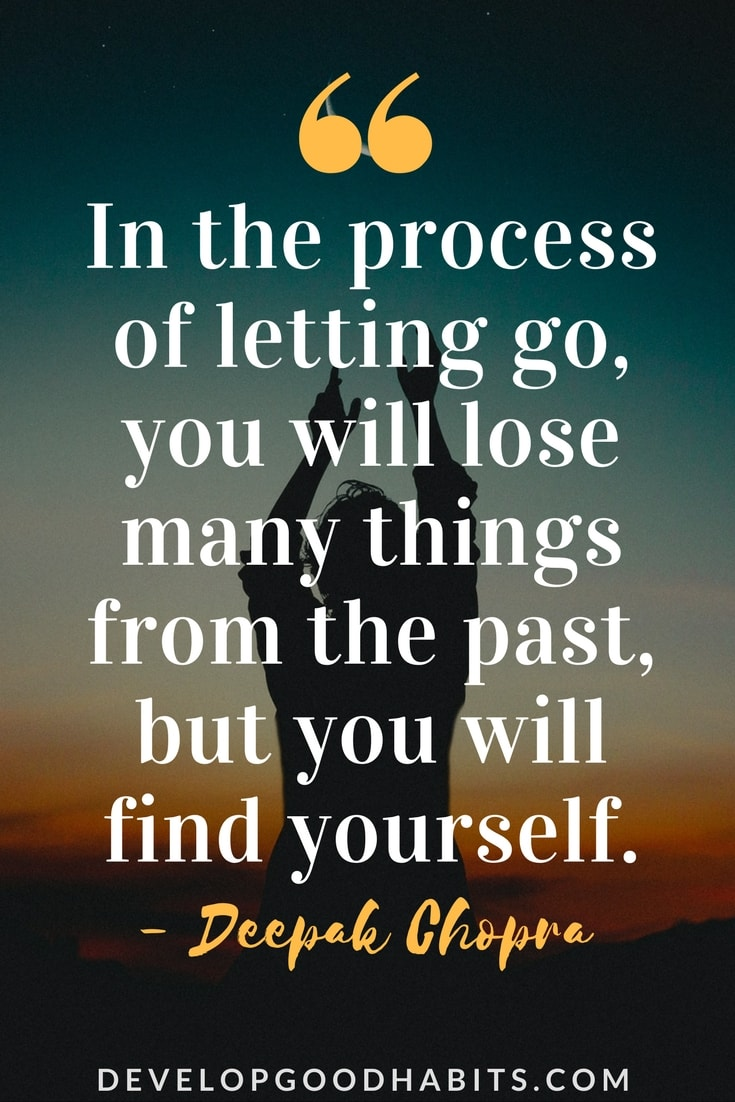 “
In the process
of letting go,
you will lose
many things
from the past,
but you will
find yourself.
- Deepak Chopra
DEVELOPGOODHABITS.COM